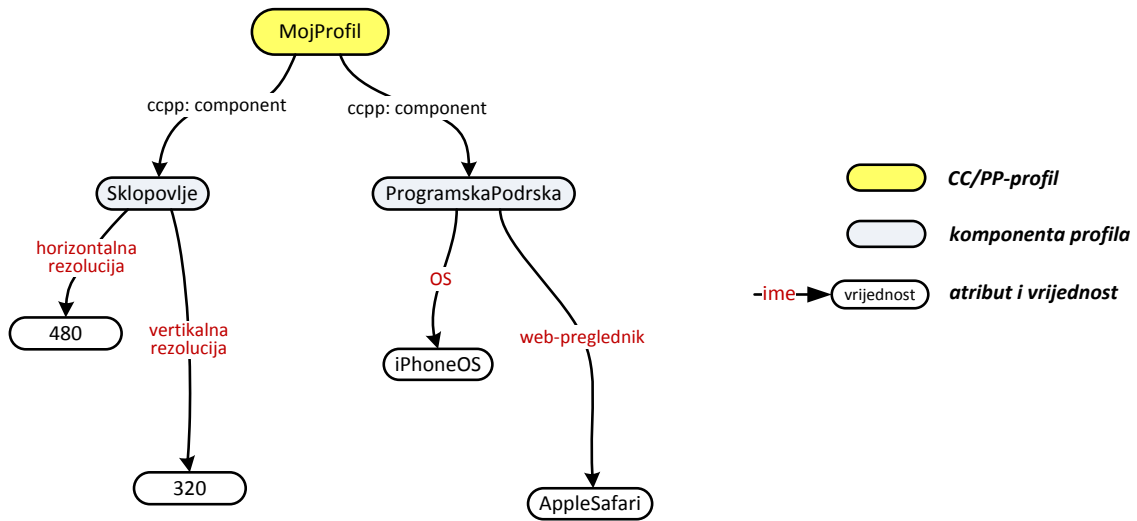 MojProfil
ccpp: component
ccpp: component
Sklopovlje
ProgramskaPodrska
horizontalna
rezolucija
480
vertikalna
rezolucija
320
OS
iPhoneOS
web-preglednik
AppleSafari
CC/PP-profil
komponenta profila
ime
vrijednost
atribut i vrijednost